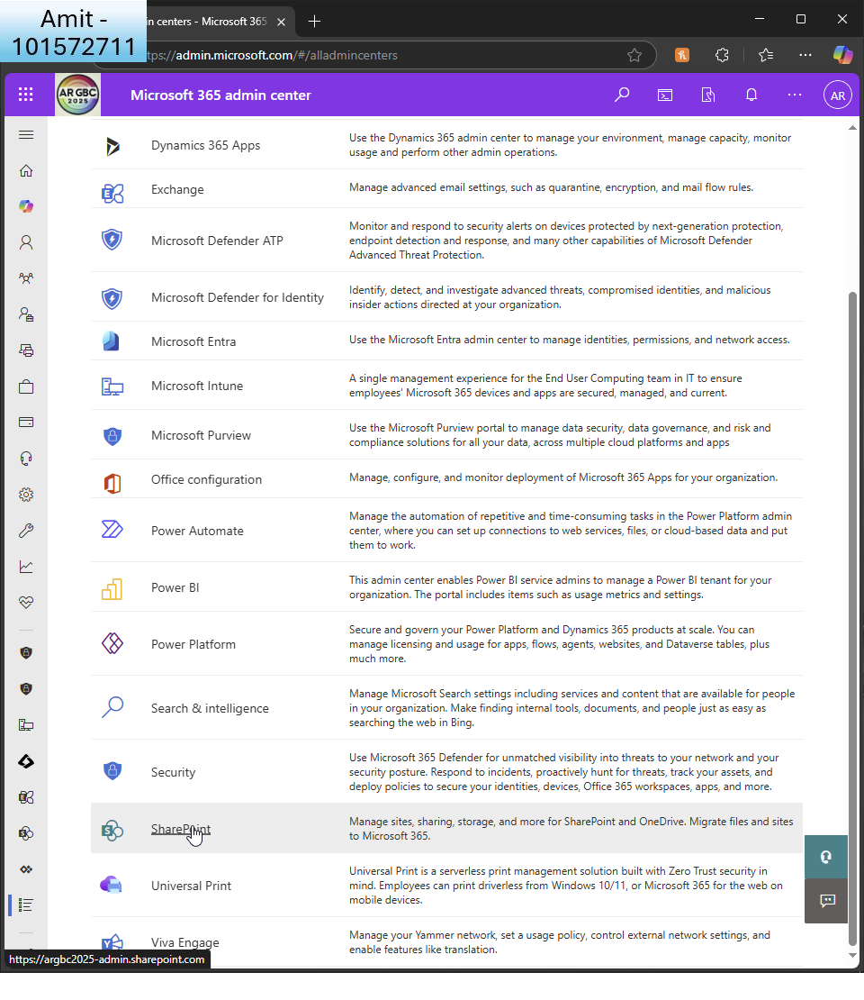 Amit -
101572711
in centers - Microsoft 365
tps://admin.microsoft.com/#/alladmincenters
AR GBC
2025
Microsoft 365 admin center
AR
Dynamics 365 Apps
Use the Dynamics 365 admin center to manage your environment, manage capacity, monitor
usage and perform other admin operations.
Exchange
Manage advanced email settings, such as quarantine, encryption, and mail flow rules.
Microsoft Defender ATP
Monitor and respond to security alerts on devices protected by next-generation protection,
endpoint detection and response, and many other capabilities of Microsoft Defender
Advanced Threat Protection.
Microsoft Defender for Identity
Identify, detect, and investigate advanced threats, compromised identities, and malicious
insider actions directed at your organization.
Microsoft Entra
Use the Microsoft Entra admin center to manage identities, permissions, and network access.
Microsoft Intune
A single management experience for the End User Computing team in IT to ensure
employees' Microsoft 365 devices and apps are secured, managed, and current.
Microsoft Purview
Use the Microsoft Purview portal to manage data security, data governance, and risk and
compliance solutions for all your data, across multiple cloud platforms and apps
Office configuration
Manage, configure, and monitor deployment of Microsoft 365 Apps for your organization.
Power Automate
Manage the automation of repetitive and time-consuming tasks in the Power Platform admin
center, where you can set up connections to web services, files, or cloud-based data and put
them to work.
Power BI
This admin center enables Power BI service admins to manage a Power BI tenant for your
organization. The portal includes items such as usage metrics and settings.
Power Platform
Secure and govern your Power Platform and Dynamics 365 products at scale. You can
manage licensing and usage for apps, flows, agents, websites, and Dataverse tables, plus
much more.
Search & intelligence
Manage Microsoft Search settings including services and content that are available for people
in your organization. Make finding internal tools, documents, and people just as easy as
searching the web in Bing.
Security
Use Microsoft 365 Defender for unmatched visibility into threats to your network and your
security posture. Respond to incidents, proactively hunt for threats, track your assets, and
deploy policies to secure your identities, devices, Office 365 workspaces, apps, and more.
SharePoint
Manage sites, sharing, storage, and more for SharePoint and OneDrive. Migrate files and sites
to Microsoft 365.
Universal Print
Universal Print is a serverless print management solution built with Zero Trust security in
mind. Employees can print driverless from Windows 10/11, or Microsoft 365 for the web on
mobile devices.
Viva Engage
Manage your Yammer network, set a usage policy, control external network settings, and
enable features like translation.
https://argbc2025-admin.sharepoint.com